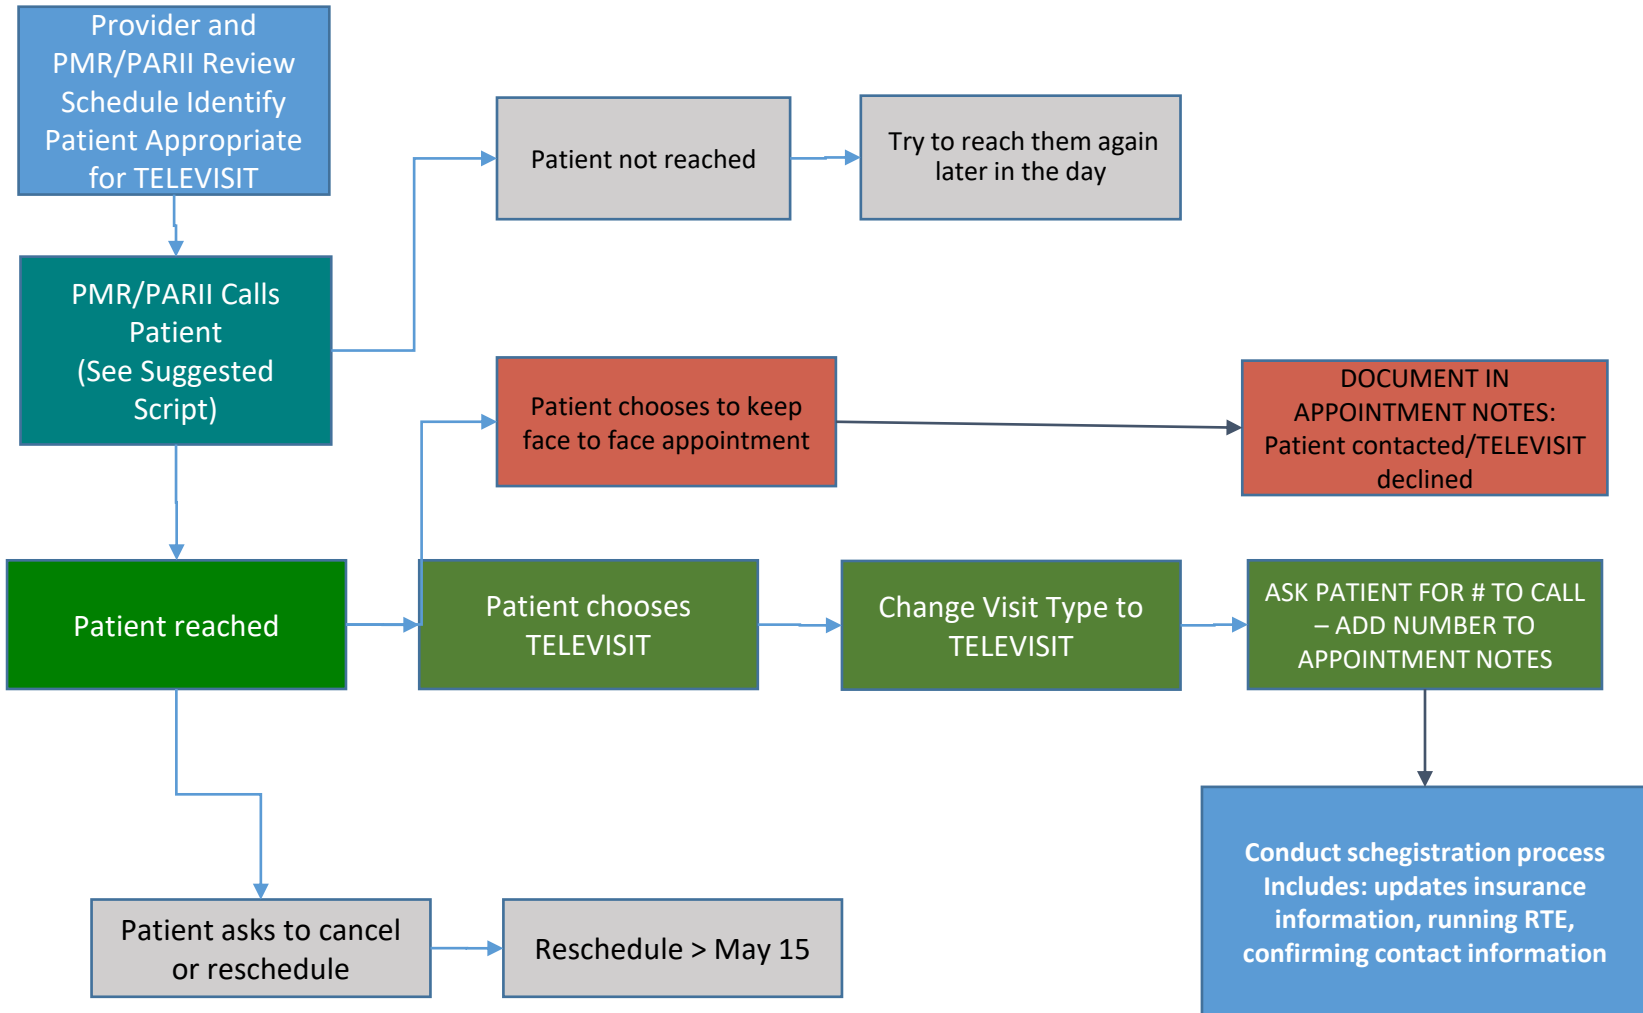 Provider and
PMR/PARII Review
Schedule Identify
Patient Appropriate
for TELEVISIT
Patient not reached
Try to reach them again
later in the day
PMR/PARII Calls
Patient
(See Suggested
Script)
Patient chooses to keep
face to face appointment
DOCUMENT IN
APPOINTMENT NOTES:
Patient contacted/TELEVISIT
declined
Patient reached
Patient chooses
TELEVISIT
Change Visit Type to
TELEVISIT
ASK PATIENT FOR # TO CALL
– ADD NUMBER TO
APPOINTMENT NOTES
Conduct schegistration process
Includes: updates insurance
information, running RTE,
confirming contact information
Patient asks to cancel
or reschedule
Reschedule > May 15